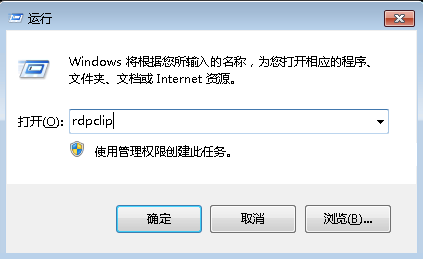 运行
Windows 将根据您所输入的名称，为您打开相应的程序、
文件夹、文档或 Internet 资源。
打开(O): rdpclip
使用管理权限创建此任务。
确定 取消 浏览(B)...